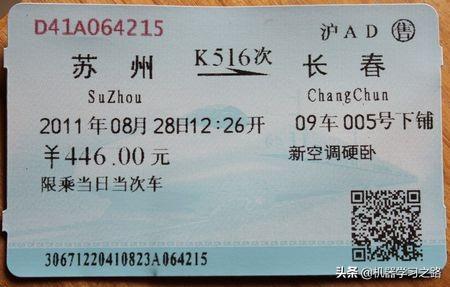 D41A064215 沪AD 售
苏州 K516次 长春
SuZhou ChangChun
2011年08月28日12:26开 09车005号下铺
￥446.00元 新空调硬卧
限乘当日当次车
30671220410823A064215
头条@机器学习之路